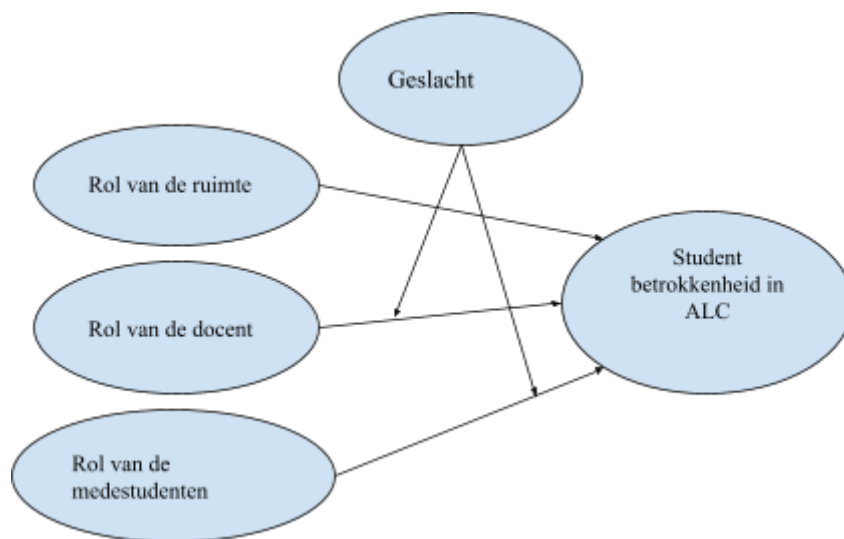 Geslacht
Rol van de ruimte
Student
betrokkenheid in
ALC
Rol van de docent
Rol van de
medestudenten